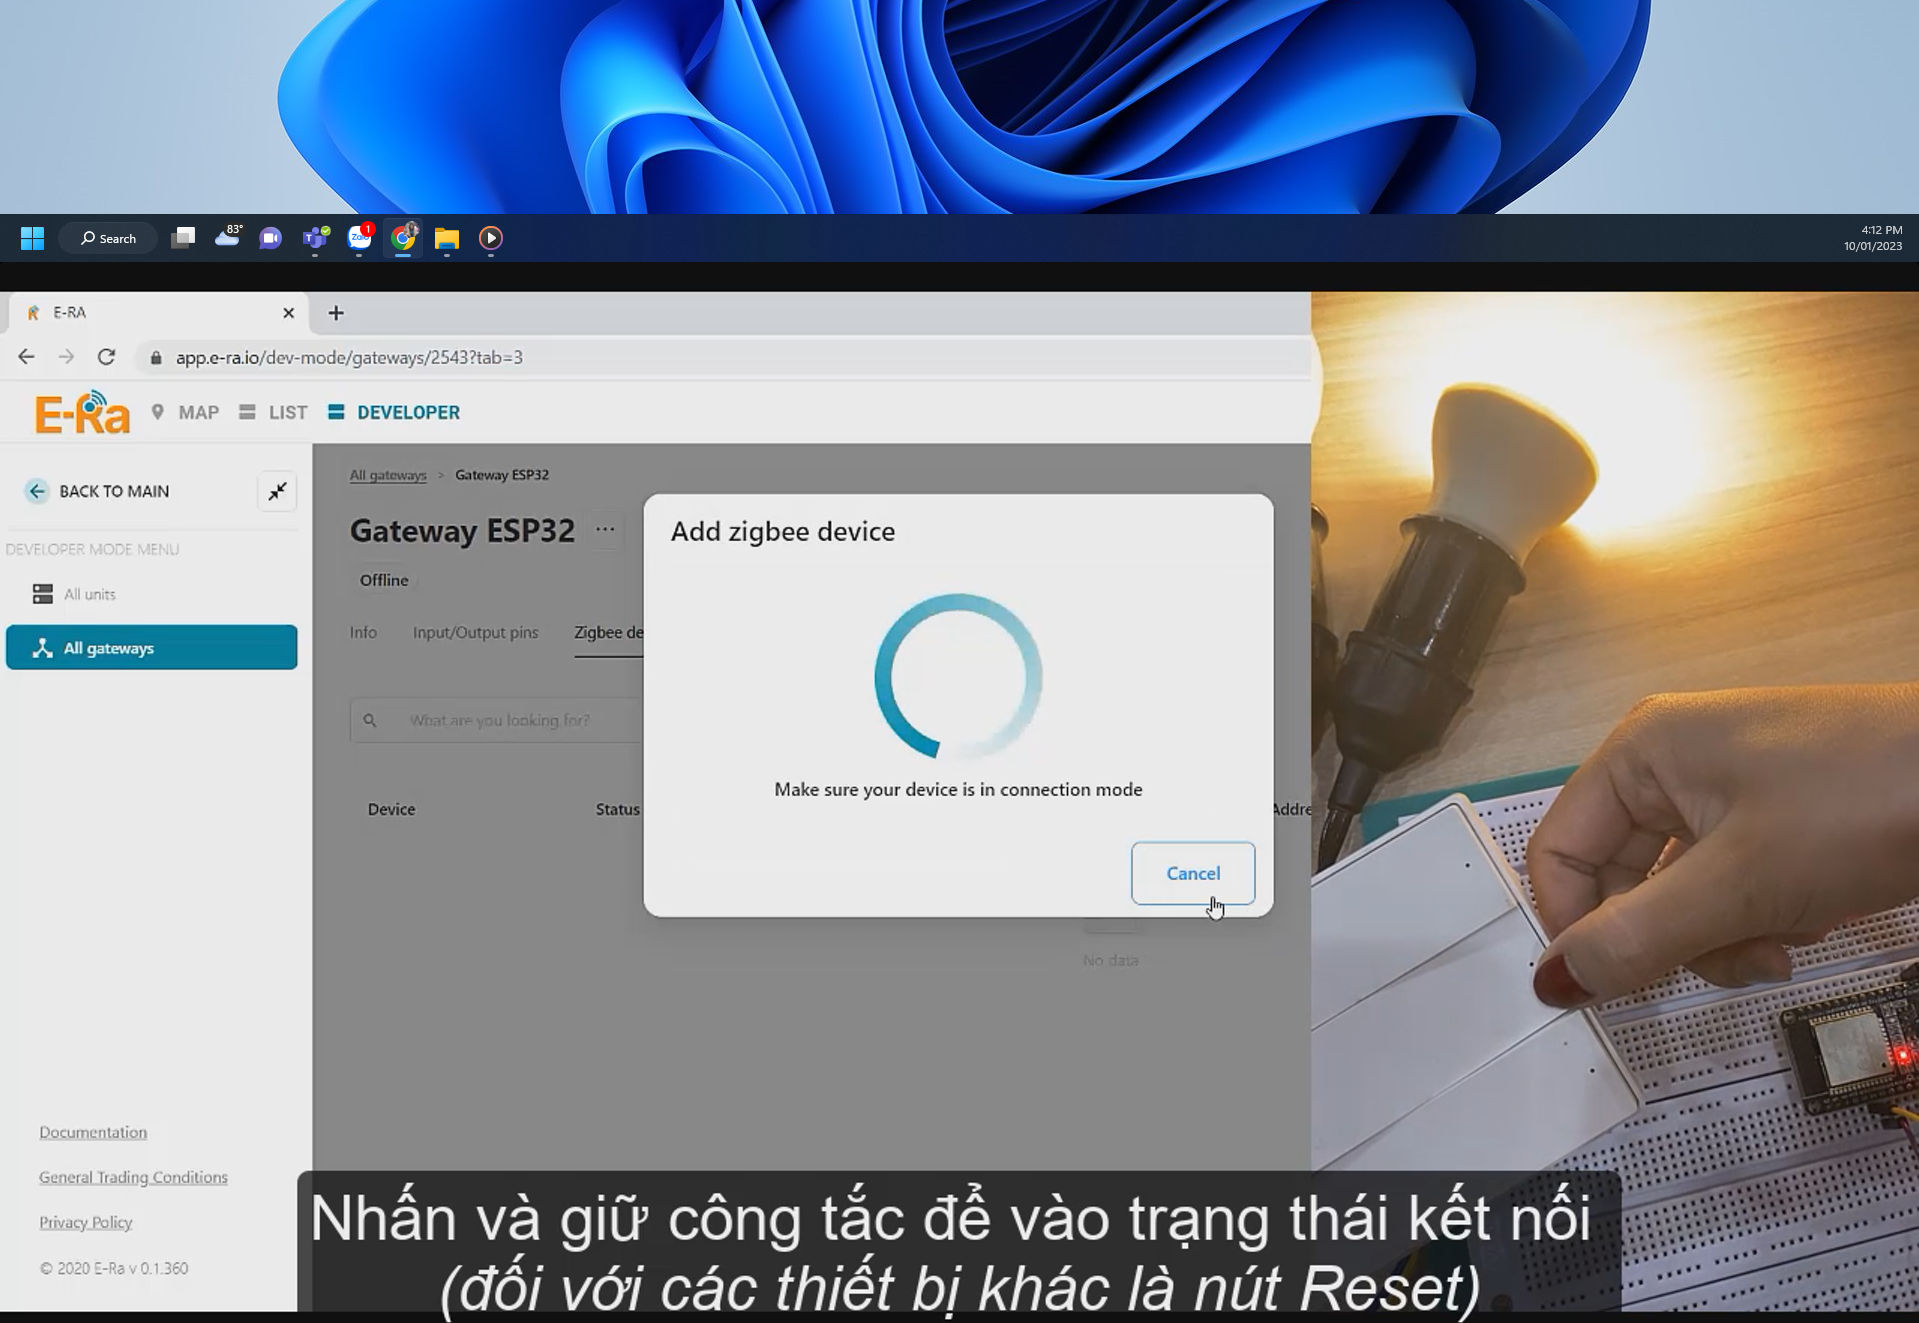 83°
Search
Zalo
1
4:12 PM
10/01/2023
E-RA
app.e-ra.io/dev-mode/gateways/2543?tab=3
E-Ra
MAP
LIST
DEVELOPER
All gateways > Gateway ESP32
BACK TO MAIN
Gateway ESP32 ...
Add zigbee device
DEVELOPER MODE MENU
Offline
All units
Info
Input/Output pins
Zigbee de
All gateways
What are you looking for?
Make sure your device is in connection mode
Device
Status
Addre
Cancel
No data
Documentation
General Trading Conditions
Privacy Policy
© 2020 E-Ra v 0.1.360
Nhấn và giữ công tắc để vào trạng thái kết nối
(đối với các thiết bị khác là nút Reset)